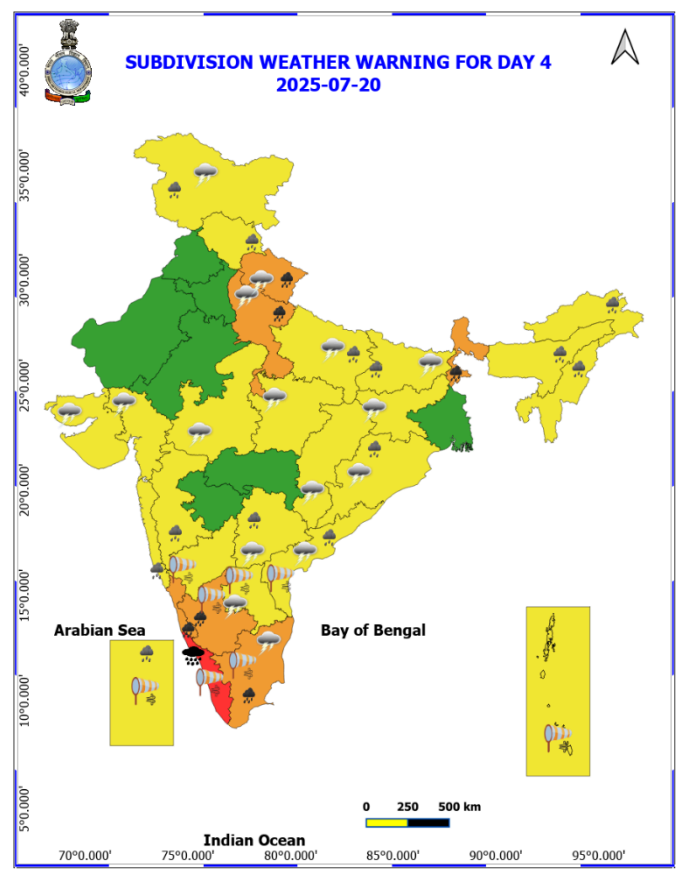 SUBDIVISION WEATHER WARNING FOR DAY 4
2025-07-20
40°0.000'
35°0.000'
30°0.000'
25°0.000'
20°0.000'
15°0.000'
10°0.000'
5°0.000'
Arabian Sea
Bay of Bengal
0 250 500 km
Indian Ocean
70°0.000' 75°0.000' 80°0.000' 85°0.000' 90°0.000' 95°0.000'